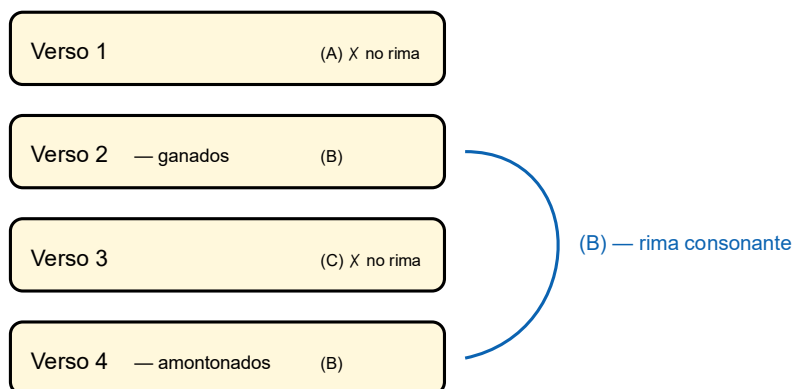 Verso 1 (A) ✗ no rima
Verso 2 — ganados (B)
(B) — rima consonante
Verso 3 (C) ✗ no rima
Verso 4 — amontonados (B)